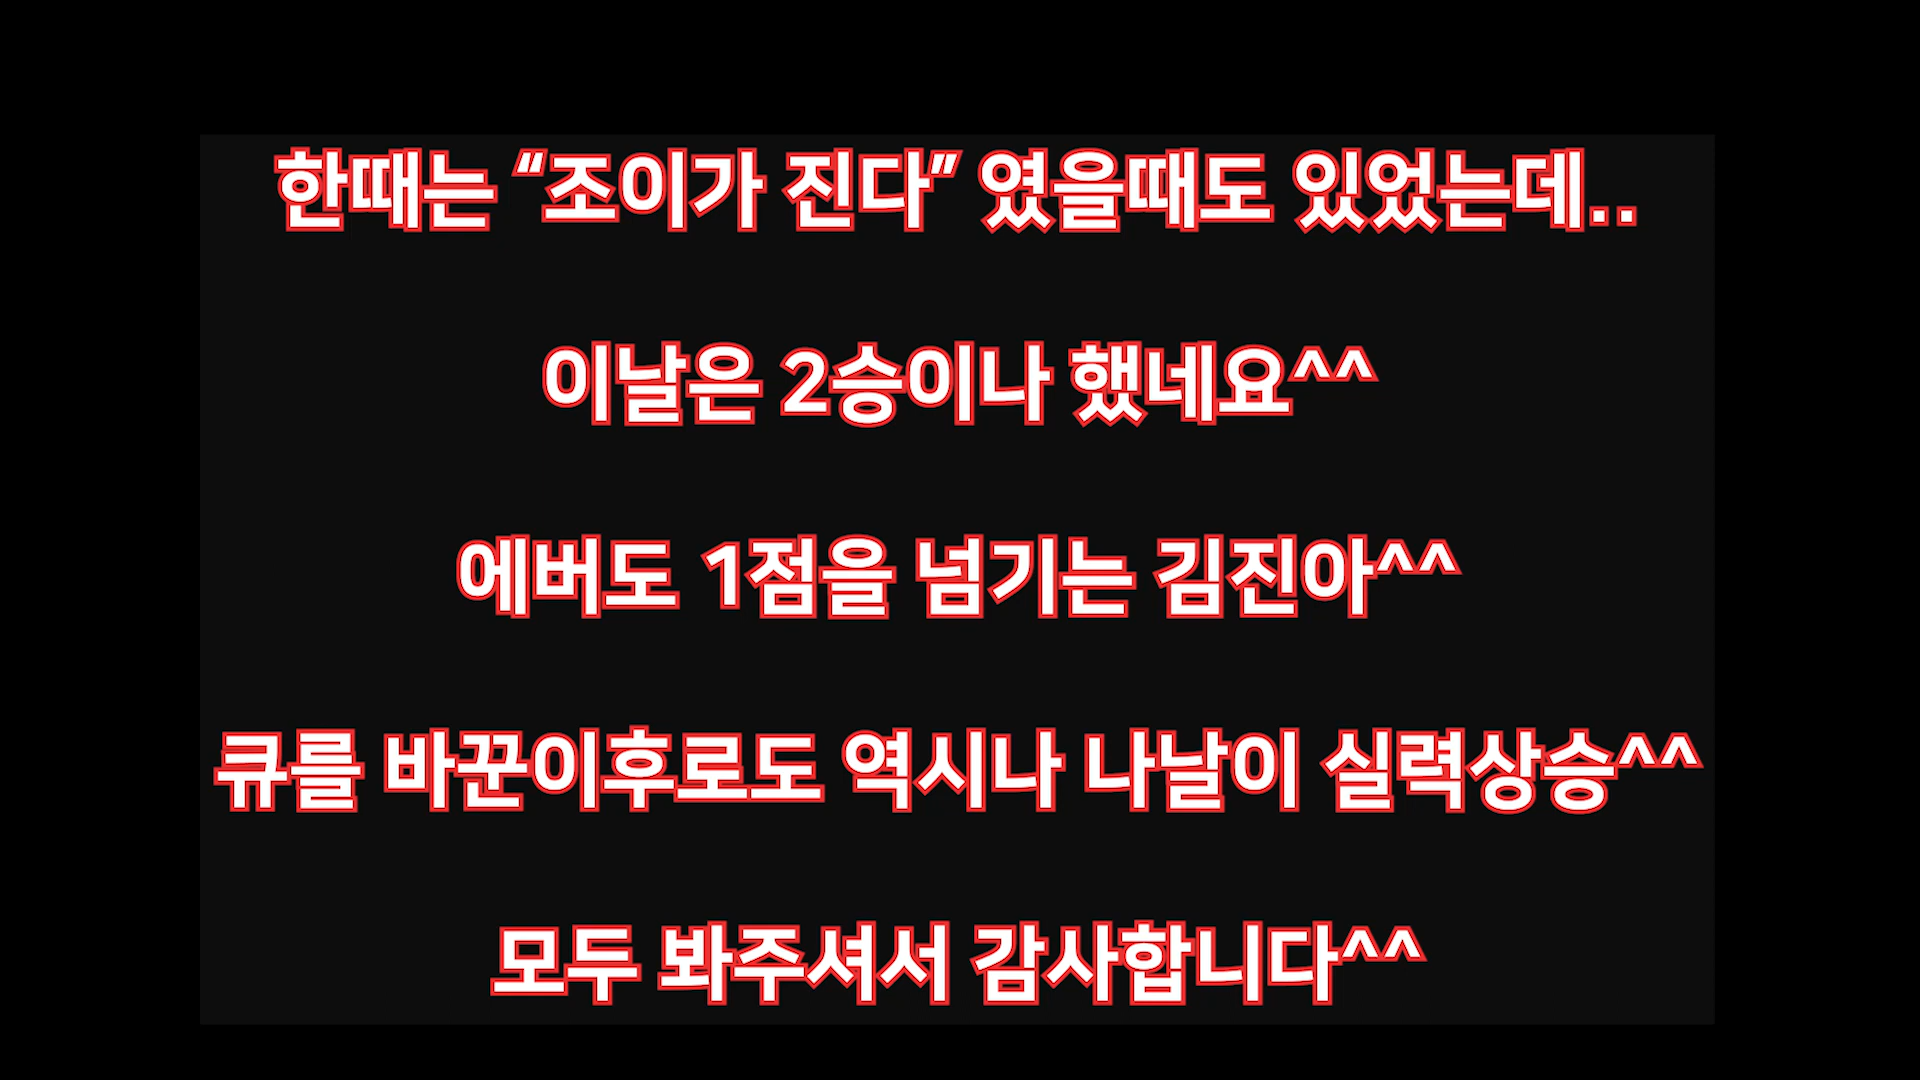 한때는 “조이가 진다” 였을때도 있었는데..
이날은 2승이나 했네요^^
에버도 1점을 넘기는 김진아^^
큐를 바꾼이후로도 역시나 나날이 실력상승^^
모두 봐주셔서 감사합니다^^